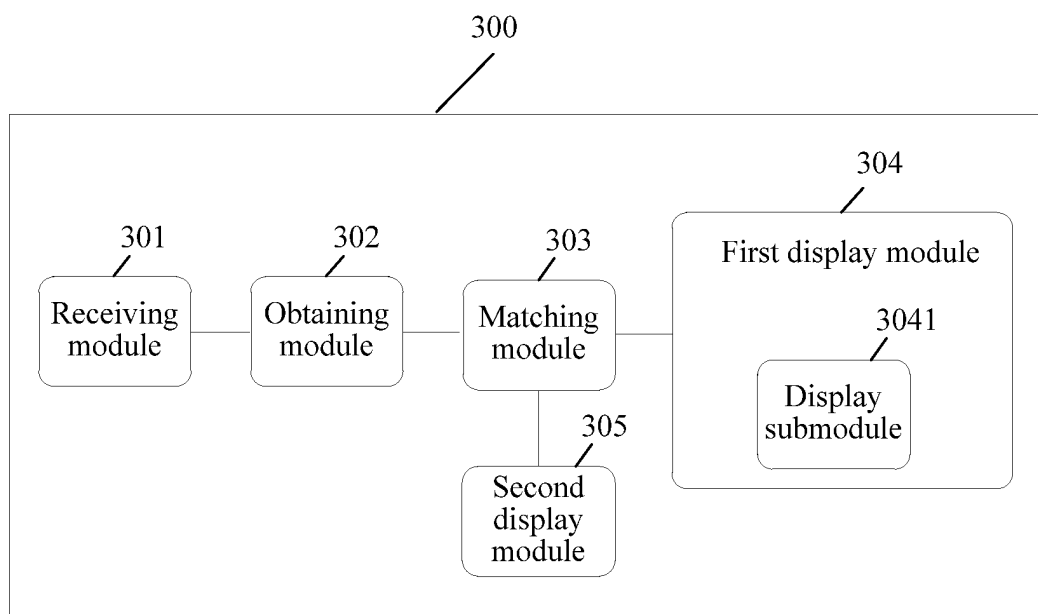 300
304
301
302
303
First display module
Receiving
module
Obtaining
module
Matching
module
3041
Display
submodule
305
Second
display
module